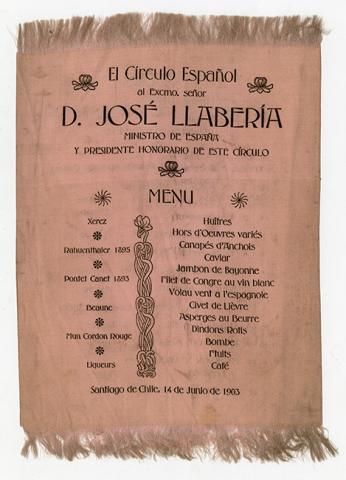 El Círculo Español
al Excmo. señor
D. JOSÉ LLABERÍA
MINISTRO DE ESPAÑA
Y PRESIDENTE HONORARIO DE ESTE CÍRCULO
MENU
Xerez
Rahuenthaler 1895
Pontet Canet 1893
Beaune
Mun Cordon Rouge
Liqueurs
Huîtres
Hors d'Oeuvres variés
Canapés d'Anchois
Caviar
Jambon de Bayonne
Filet de Congre au vin blanc
Volau vent a l'espagnole
Civet de Lièvre
Asperges au Beurre
Dindons Rotis
Bombe
Fruits
Café
Santiago de Chile, 14 de Junio de 1903